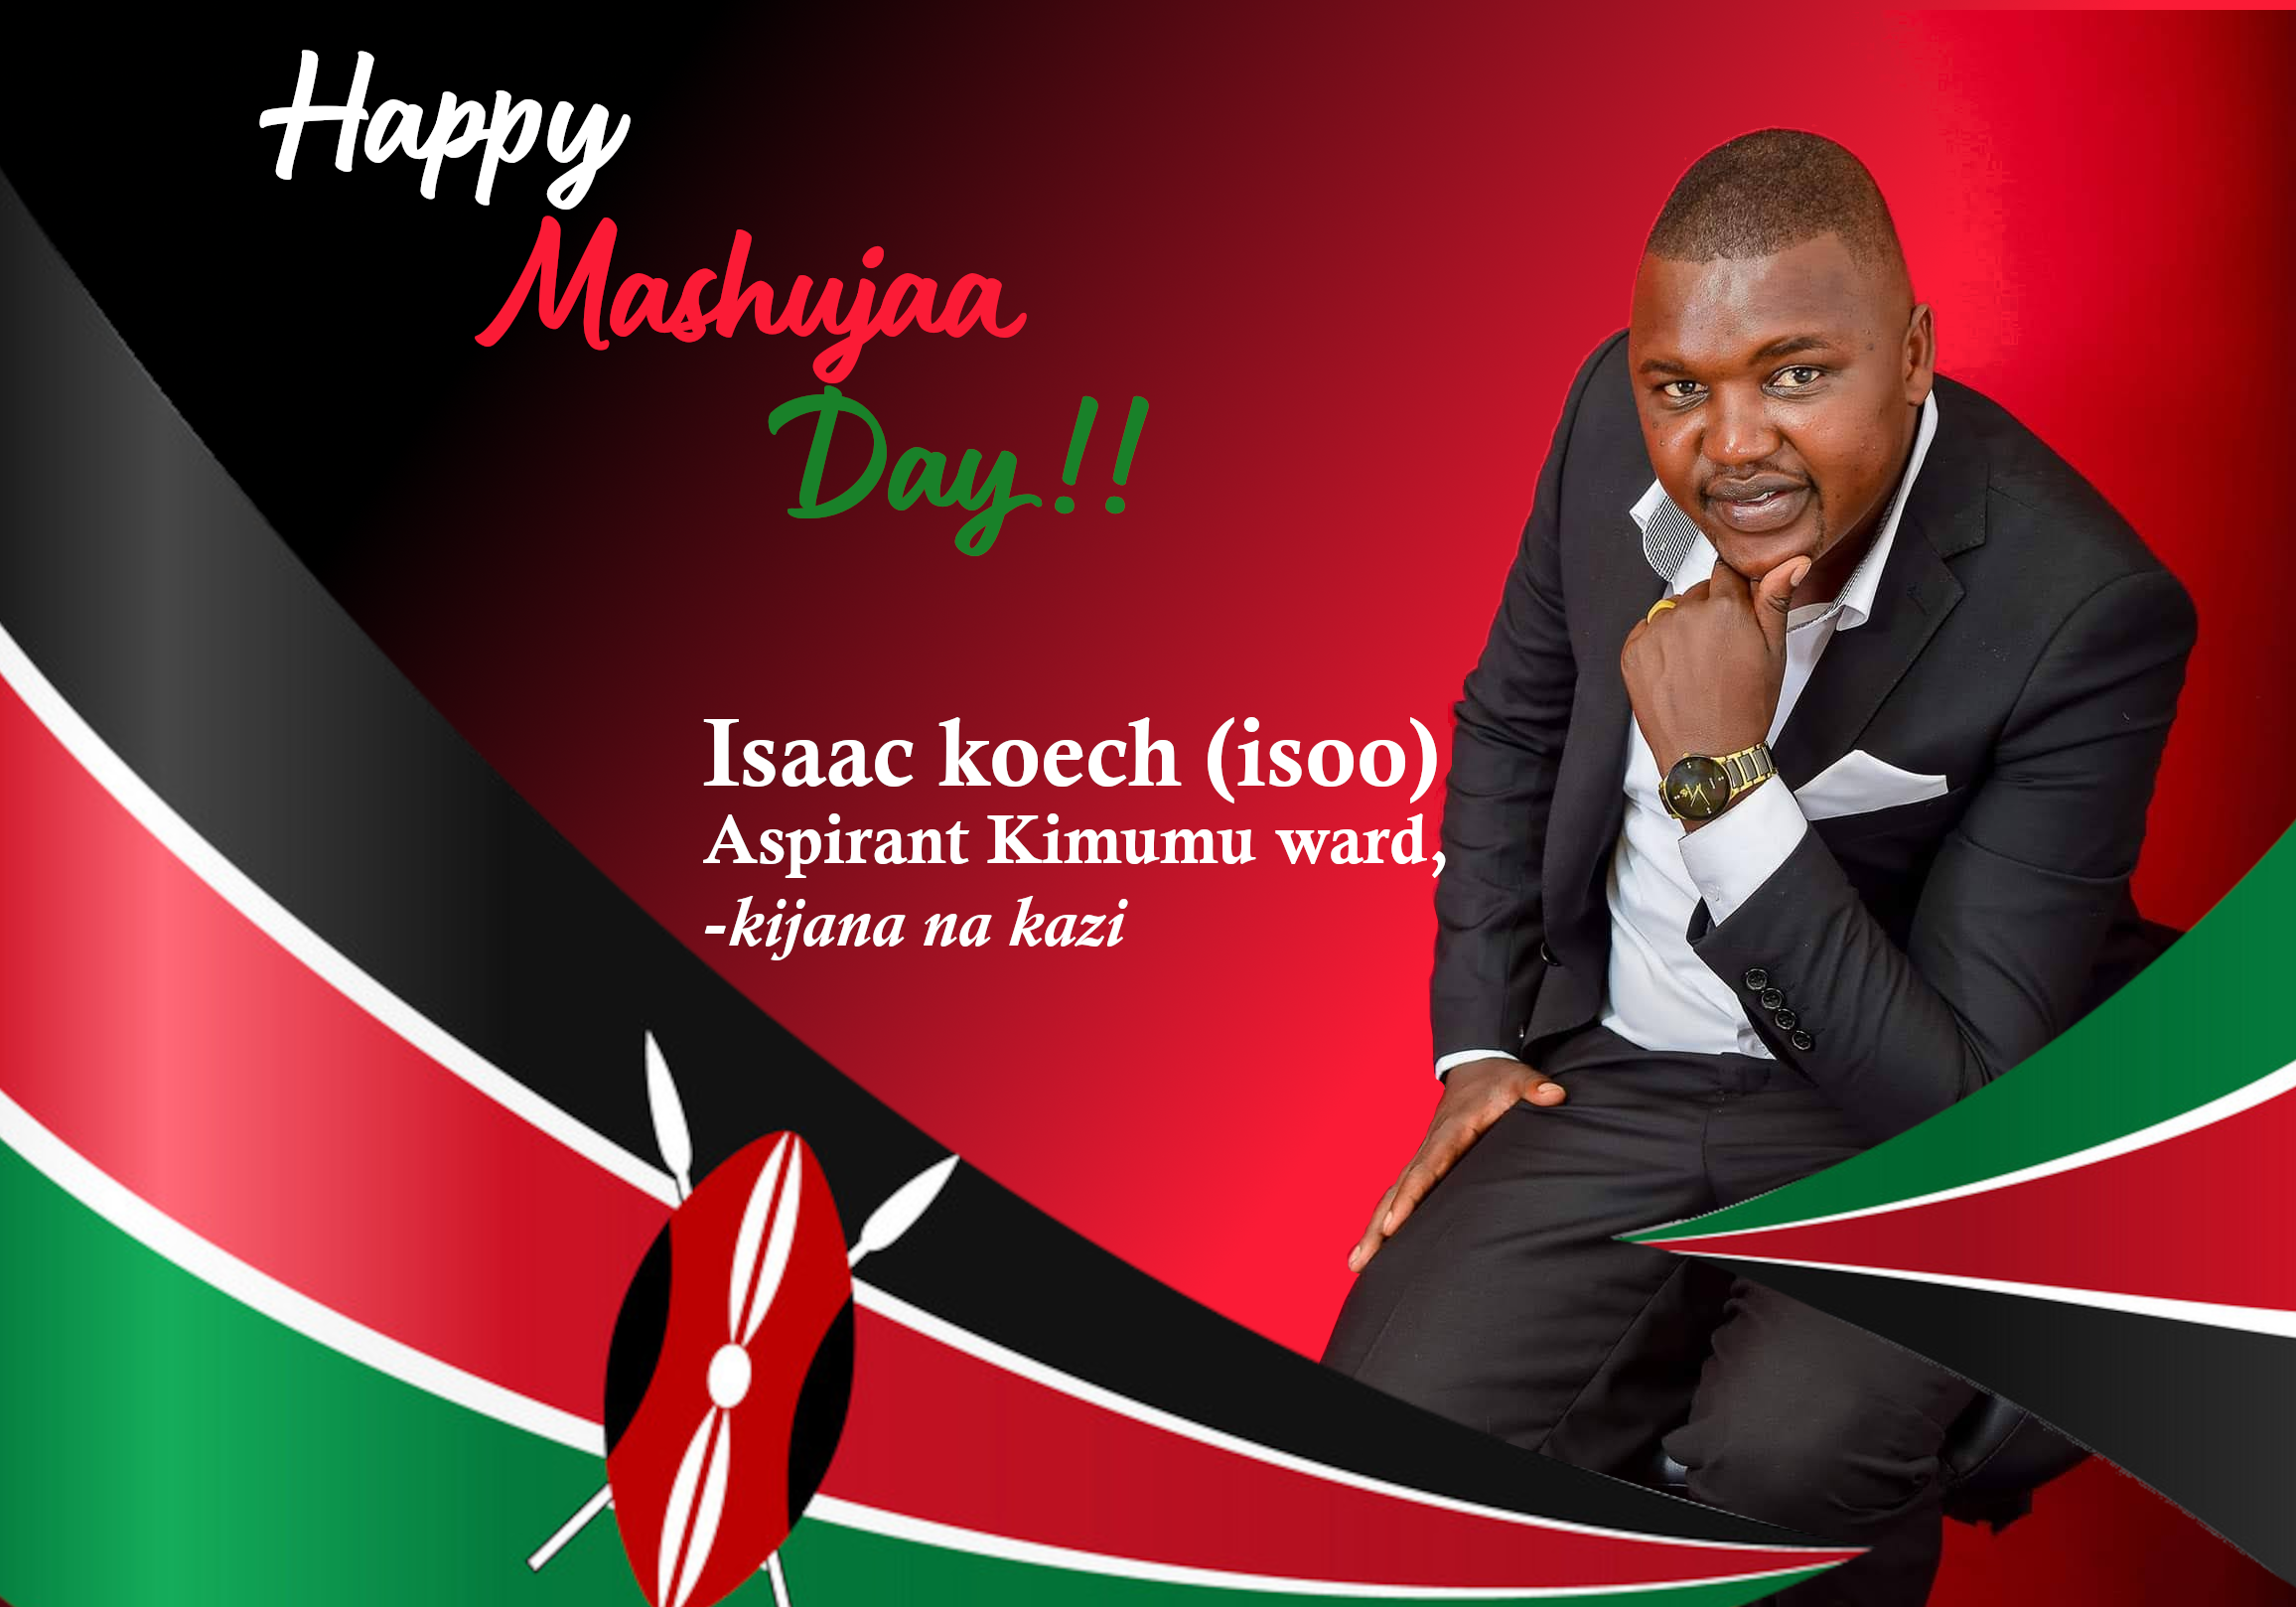 Happy
Mashujaa
Day!!
Isaac koech (isoo)
Aspirant Kimumu ward,
-kijana na kazi